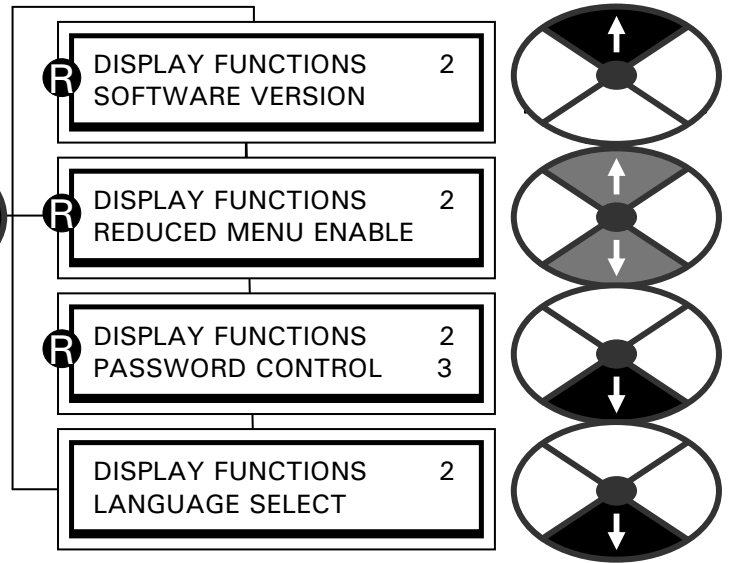 R DISPLAY FUNCTIONS 2
SOFTWARE VERSION
R DISPLAY FUNCTIONS 2
REDUCED MENU ENABLE
R DISPLAY FUNCTIONS 2
PASSWORD CONTROL 3
DISPLAY FUNCTIONS 2
LANGUAGE SELECT